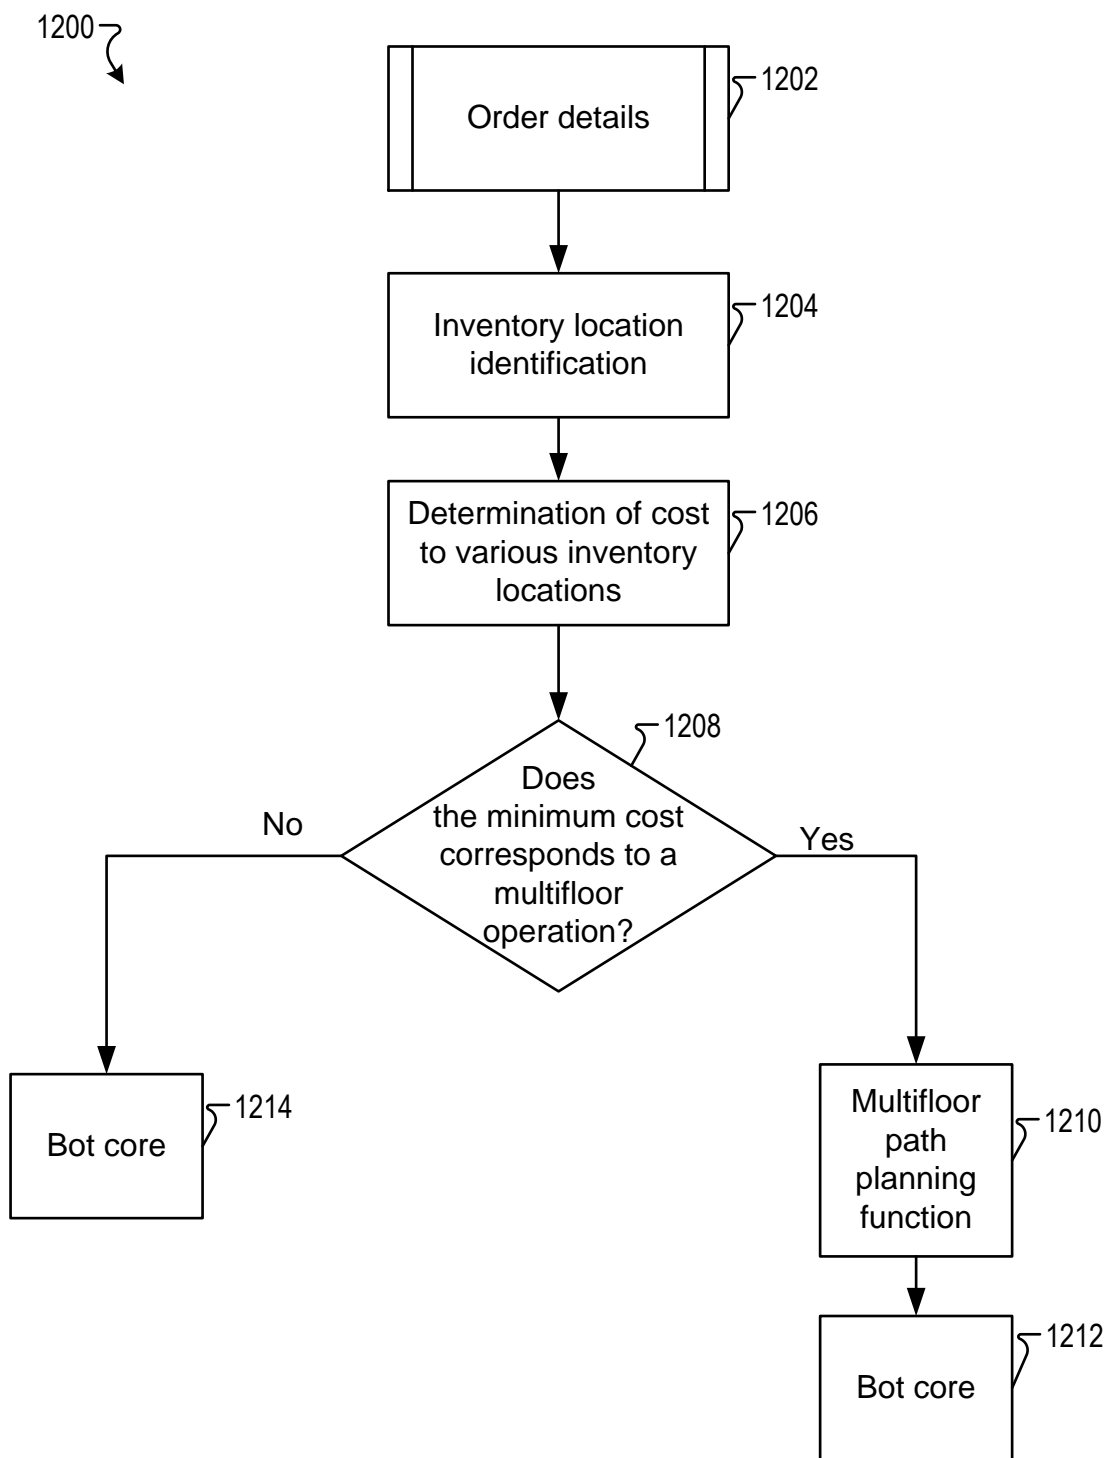 1200
Order details
1202
Inventory location
identification
1204
Determination of cost
to various inventory
locations
1206
Does
the minimum cost
corresponds to a
multifloor
operation?
1208
No
Yes
Bot core
1214
Multifloor
path
planning
function
1210
Bot core
1212